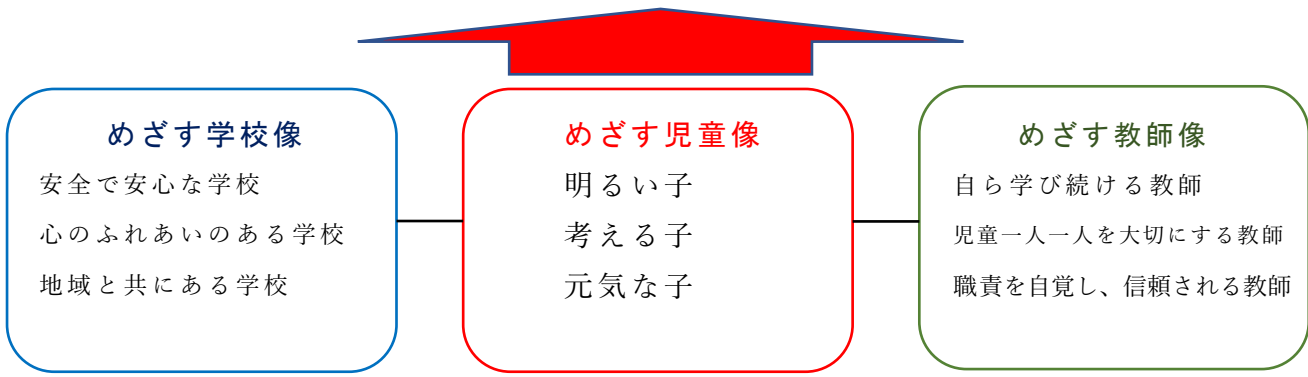 めざす学校像
安全で安心な学校
心のふれあいのある学校
地域と共にある学校
めざす児童像
明るい子
考える子
元気な子
めざす教師像
自ら学び続ける教師
児童一人一人を大切にする教師
職責を自覚し、信頼される教師